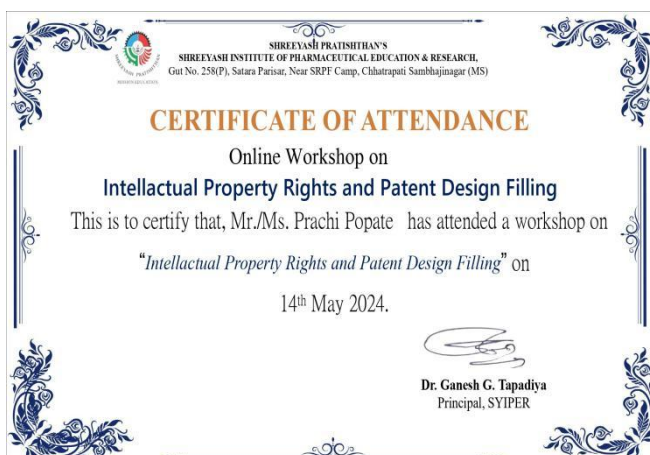 SHREEYASH PRATISHTHAN'S
SHREEYASH INSTITUTE OF PHARMACEUTICAL EDUCATION & RESEARCH,
Gut No. 258(P), Satara Parisar, Near SRPF Camp, Chhatrapati Sambhajinagar (MS)
SHREEYASH PRATISHTHAN
CERTIFICATE OF ATTENDANCE
Online Workshop on
Intellactual Property Rights and Patent Design Filling
This is to certify that, Mr./Ms. Prachi Popate has attended a workshop on
"Intellactual Property Rights and Patent Design Filling" on
14th May 2024.
Dr. Ganesh G. Tapadiya
Principal, SYIPER